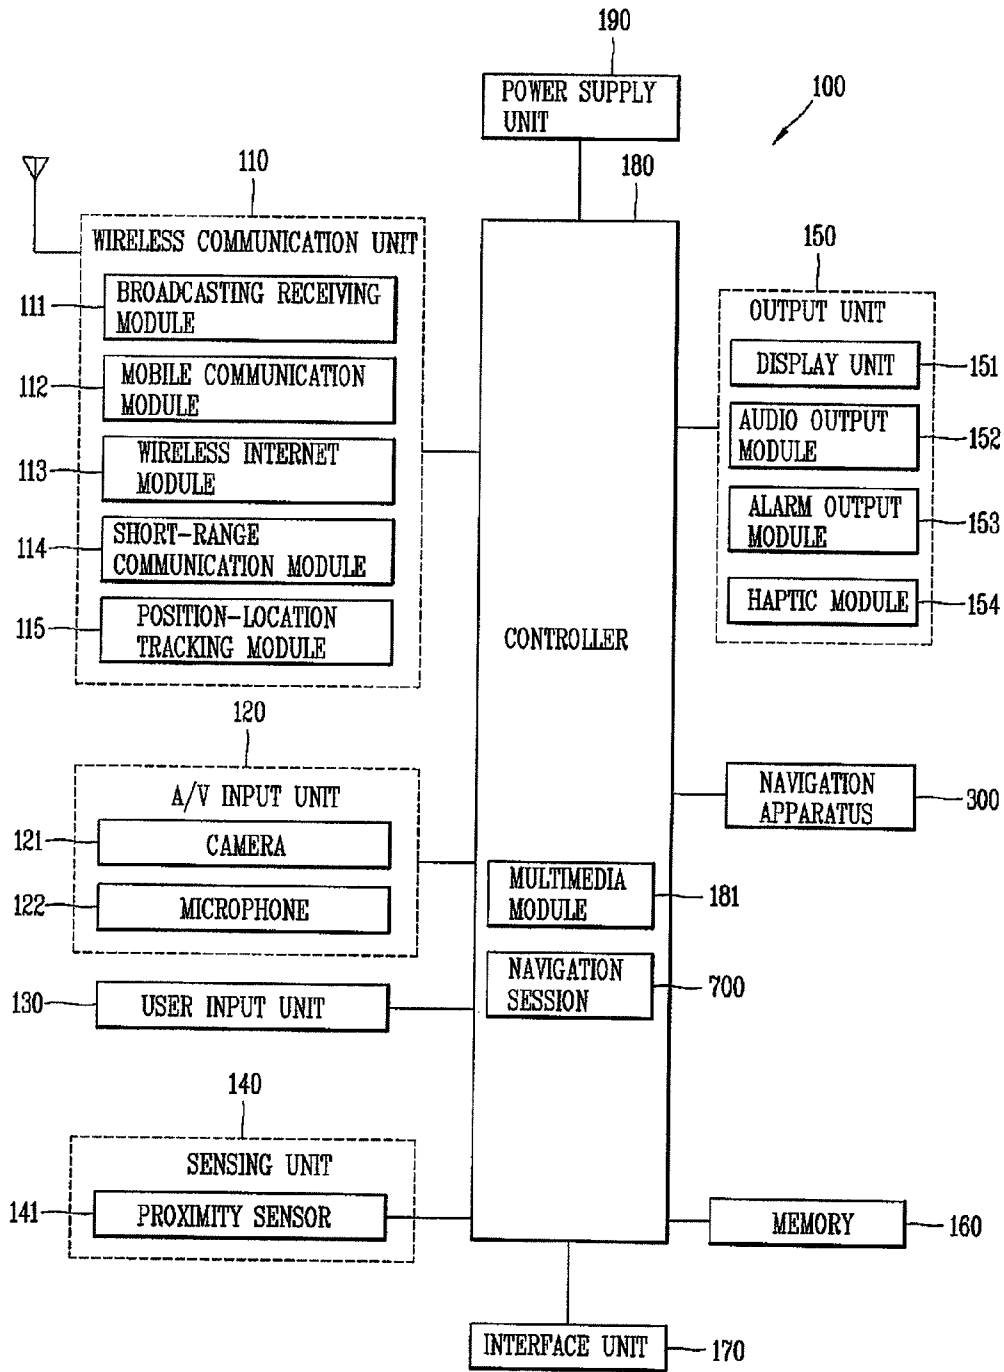 190
POWER SUPPLY
UNIT
100
110
180
WIRELESS COMMUNICATION UNIT
111
BROADCASTING RECEIVING
MODULE
112
MOBILE COMMUNICATION
MODULE
113
WIRELESS INTERNET
MODULE
114
SHORT-RANGE
COMMUNICATION MODULE
115
POSITION-LOCATION
TRACKING MODULE
150
OUTPUT UNIT
DISPLAY UNIT
151
AUDIO OUTPUT
MODULE
152
ALARM OUTPUT
MODULE
153
HAPTIC MODULE
154
CONTROLLER
120
A/V INPUT UNIT
121
CAMERA
122
MICROPHONE
NAVIGATION
APPARATUS
300
MULTIMEDIA
MODULE
181
NAVIGATION
SESSION
700
130
USER INPUT UNIT
140
SENSING UNIT
141
PROXIMITY SENSOR
MEMORY
160
INTERFACE UNIT
170